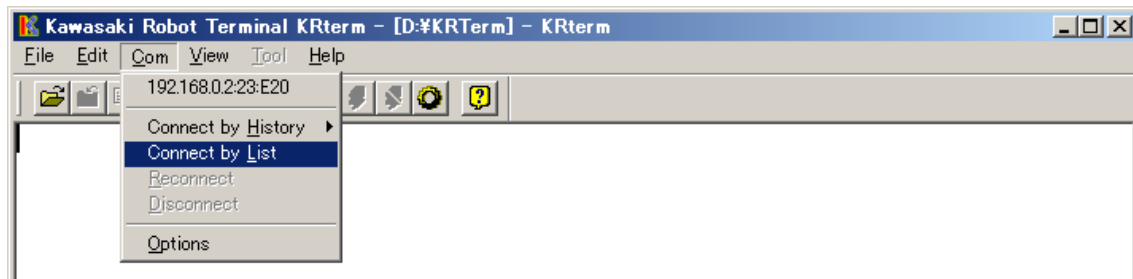 Kawasaki Robot Terminal KRterm - [D:¥KRTerm] - KRterm
File Edit Com View Tool Help
192.168.0.2:23:E20
Connect by History
Connect by List
Reconnect
Disconnect
Options